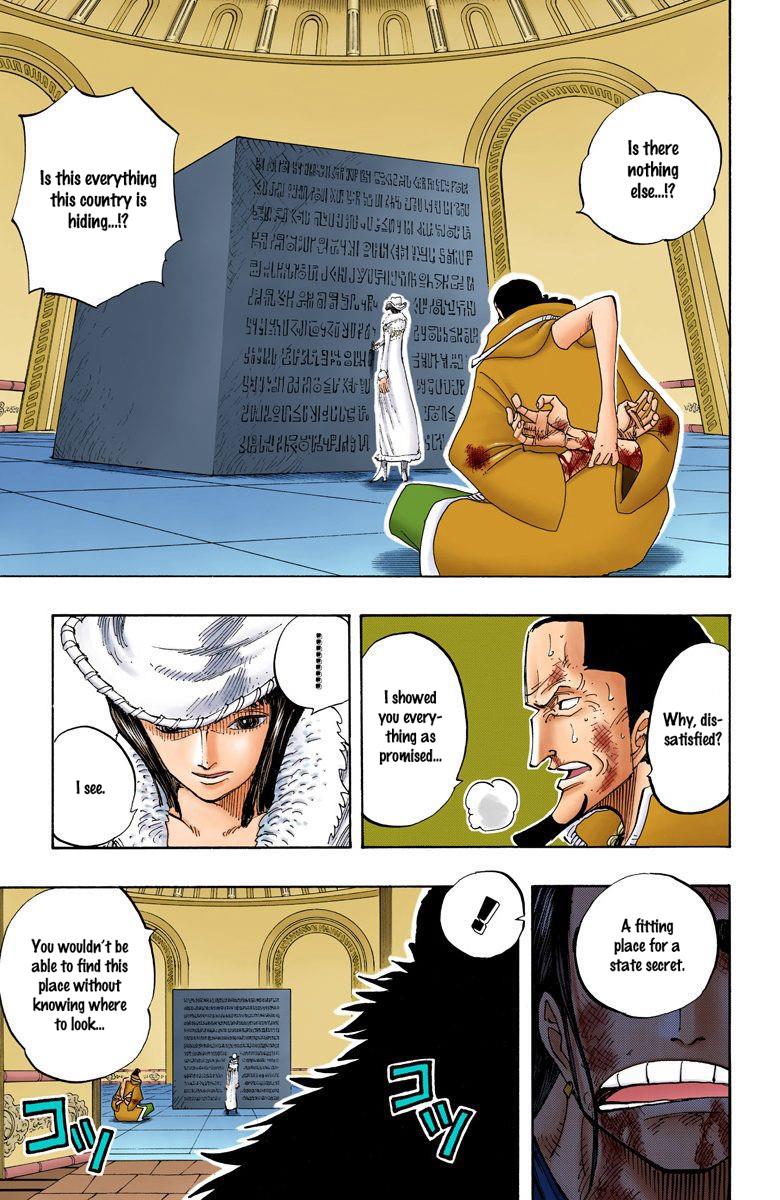 Is there
nothing
else...!?
Is this everything
this country is
hiding...!?
Why, dis-
satisfied?
I showed
you every-
thing as
promised...
........
I see.
A fitting
place for a
state secret.
!
You wouldn't be
able to find this
place without
knowing where
to look...
コツ
コツ